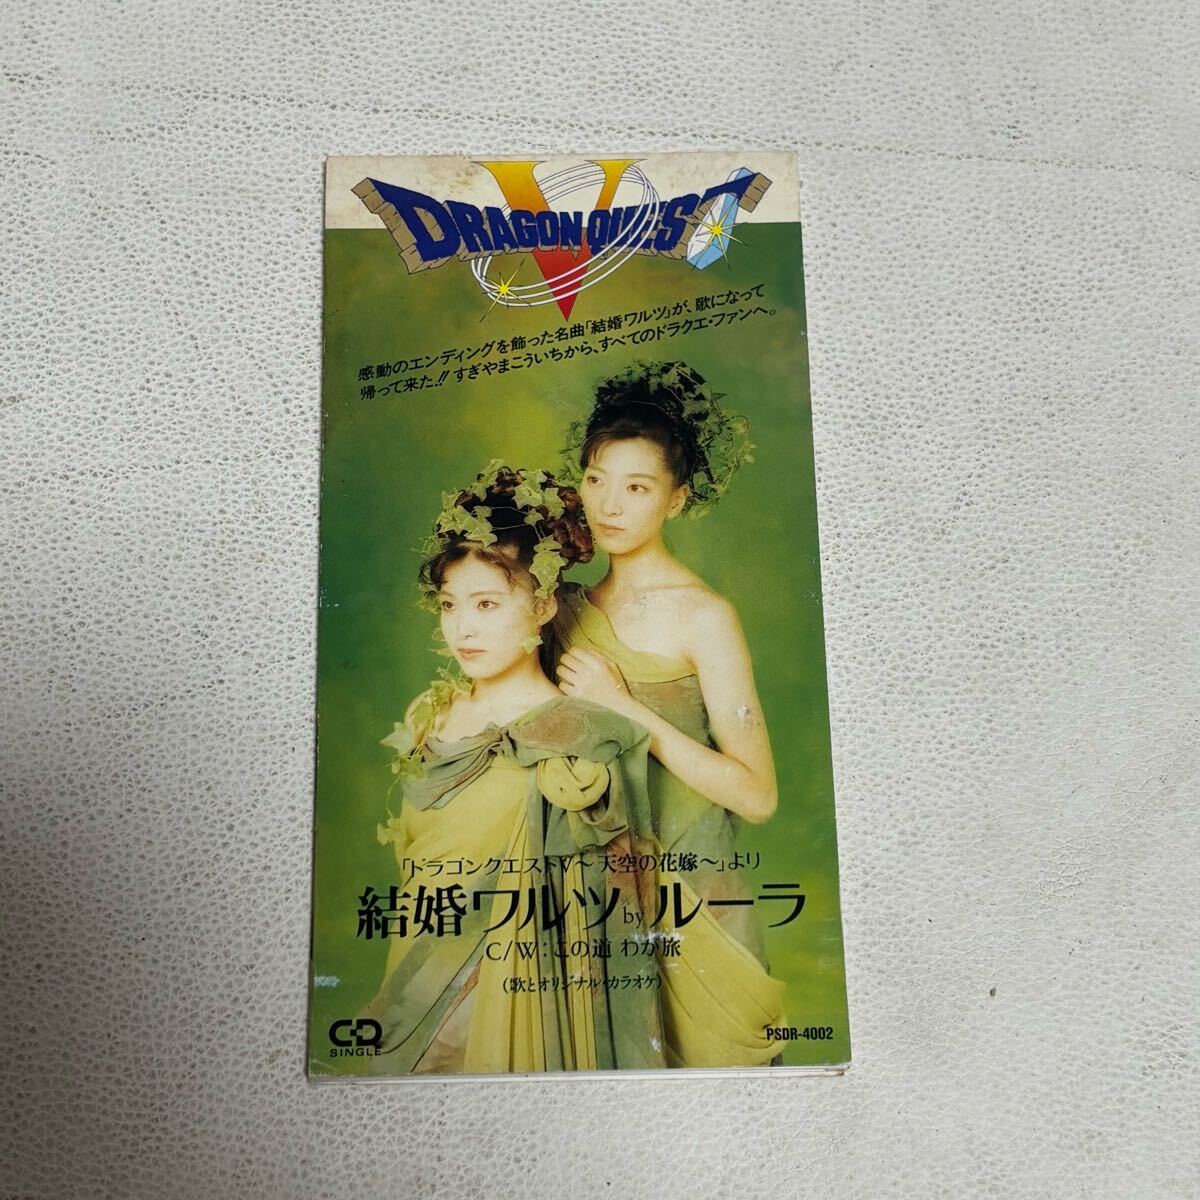 DRAGON QUEST
V
感動のエンディングを飾った名曲「結婚ワルツ」が、歌になって
帰って来た!! すぎやまこういちから、すべてのドラクエ・ファンへ。
「ドラゴンクエストV〜天空の花嫁〜」より
結婚ワルツ by ルーラ
C/W:この道 わが旅
(歌とオリジナル・カラオケ)
CD
SINGLE
PSDR-4002